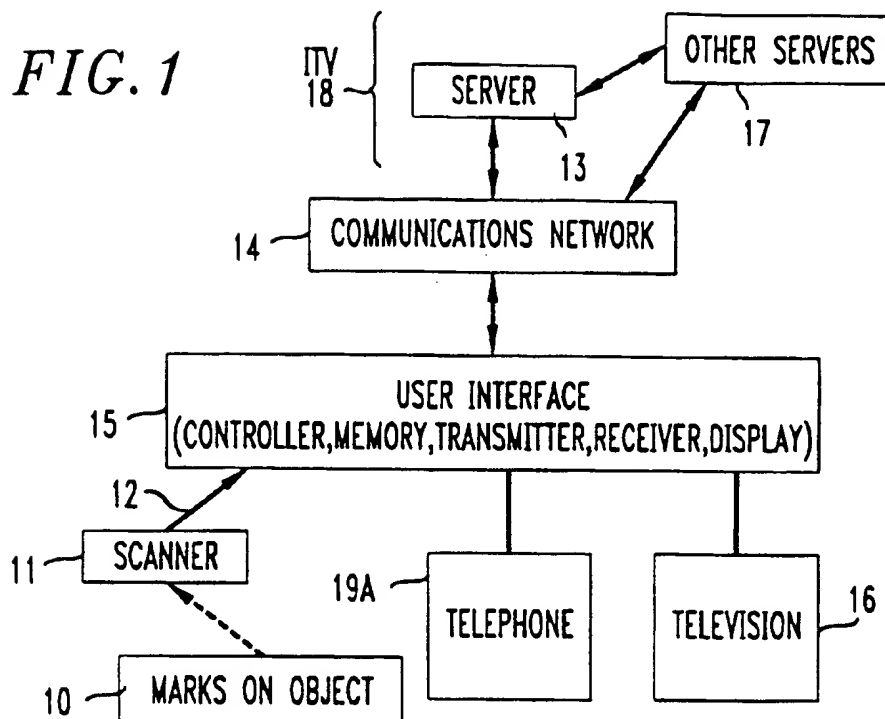 FIG. 1
ITV
18
SERVER
13
OTHER SERVERS
17
14
COMMUNICATIONS NETWORK
15
USER INTERFACE
(CONTROLLER,MEMORY,TRANSMITTER,RECEIVER,DISPLAY)
12
11
SCANNER
19A
TELEPHONE
TELEVISION
16
10
MARKS ON OBJECT